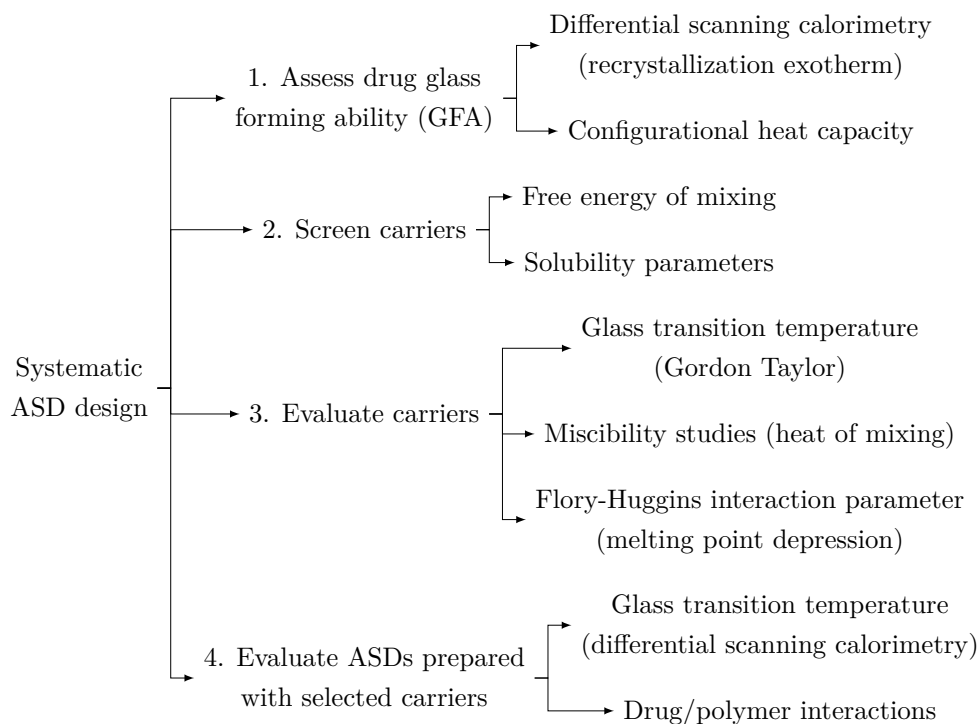 Systematic
ASD design
1. Assess drug glass
forming ability (GFA)
Differential scanning calorimetry
(recrystallization exotherm)
Configurational heat capacity
2. Screen carriers
Free energy of mixing
Solubility parameters
3. Evaluate carriers
Glass transition temperature
(Gordon Taylor)
Miscibility studies (heat of mixing)
Flory-Huggins interaction parameter
(melting point depression)
4. Evaluate ASDs prepared
with selected carriers
Glass transition temperature
(differential scanning calorimetry)
Drug/polymer interactions